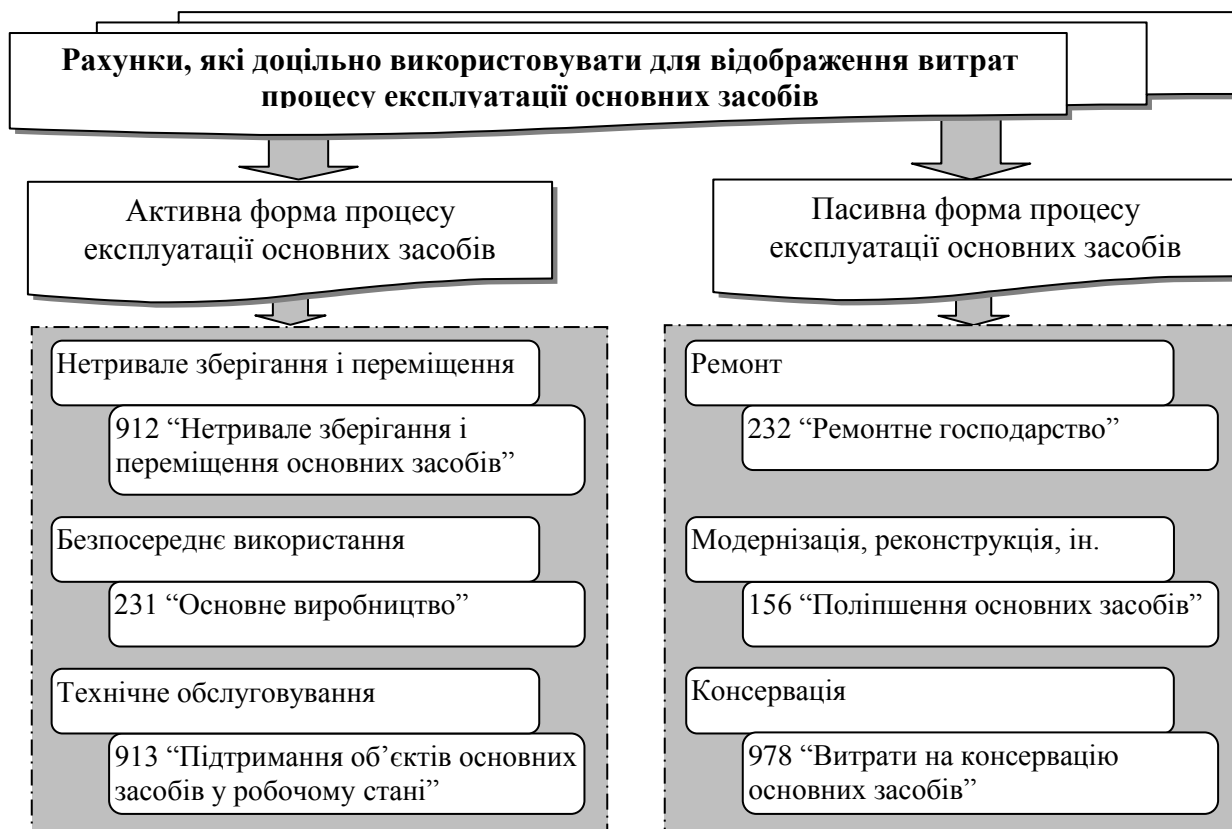 Рахунки, які доцільно використовувати для відображення витрат
процесу експлуатації основних засобів
Активна форма процесу
експлуатації основних засобів
Нетривале зберігання і переміщення
912 “Нетривале зберігання і
переміщення основних засобів”
Безпосереднє використання
231 “Основне виробництво”
Технічне обслуговування
913 “Підтримання об’єктів основних
засобів у робочому стані”
Пасивна форма процесу
експлуатації основних засобів
Ремонт
232 “Ремонтне господарство”
Модернізація, реконструкція, ін.
156 “Поліпшення основних засобів”
Консервація
978 “Витрати на консервацію
основних засобів”